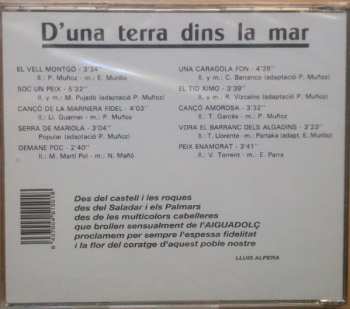 D'una terra dins la mar
EL VELL MONTGO - 3'34"
ll.: P. Muñoz - m.: E. Murillo
SOC UN PEIX - 5'32"
ll. y m.: M. Pujadó (adaptació P. Muñoz)
CANÇÓ DE LA MARINERA FIDEL - 4'03"
ll.: Ll. Guarner - m.: P. Muñoz
SERRA DE MARIOLA - 3'04"
Popular (adaptació P. Muñoz)
DEMANE POC - 2'40"
ll.: M. Martí Pol - m.: N. Mañó
UNA CARAGOLA FON - 4'28"
ll. y m.: C. Barranco (adaptació P. Muñoz)
EL TIO XIMO - 3'39"
ll. y m.: R. Vizcaíno (adaptació P. Muñoz)
CANÇÓ AMOROSA - 3'32"
ll.: T. Garcés - m.: P. Muñoz
VORA EL BARRANC DELS ALGADINS - 3'23"
ll.: T. Llorente - m.: Partaka (adapt. E. Murillo)
PEIX ENAMORAT - 3'41"
ll.: V. Torrent - m.: E. Parra
Des del castell i les roques
des del Saladar i els Palmars
des de les multicolors cabelleres
que brollen sensualment de l'AIGUADOLÇ
proclamem per sempre l'espessa fidelitat
i la flor del coratge d'aquest poble nostre
LLUIS ALPERA